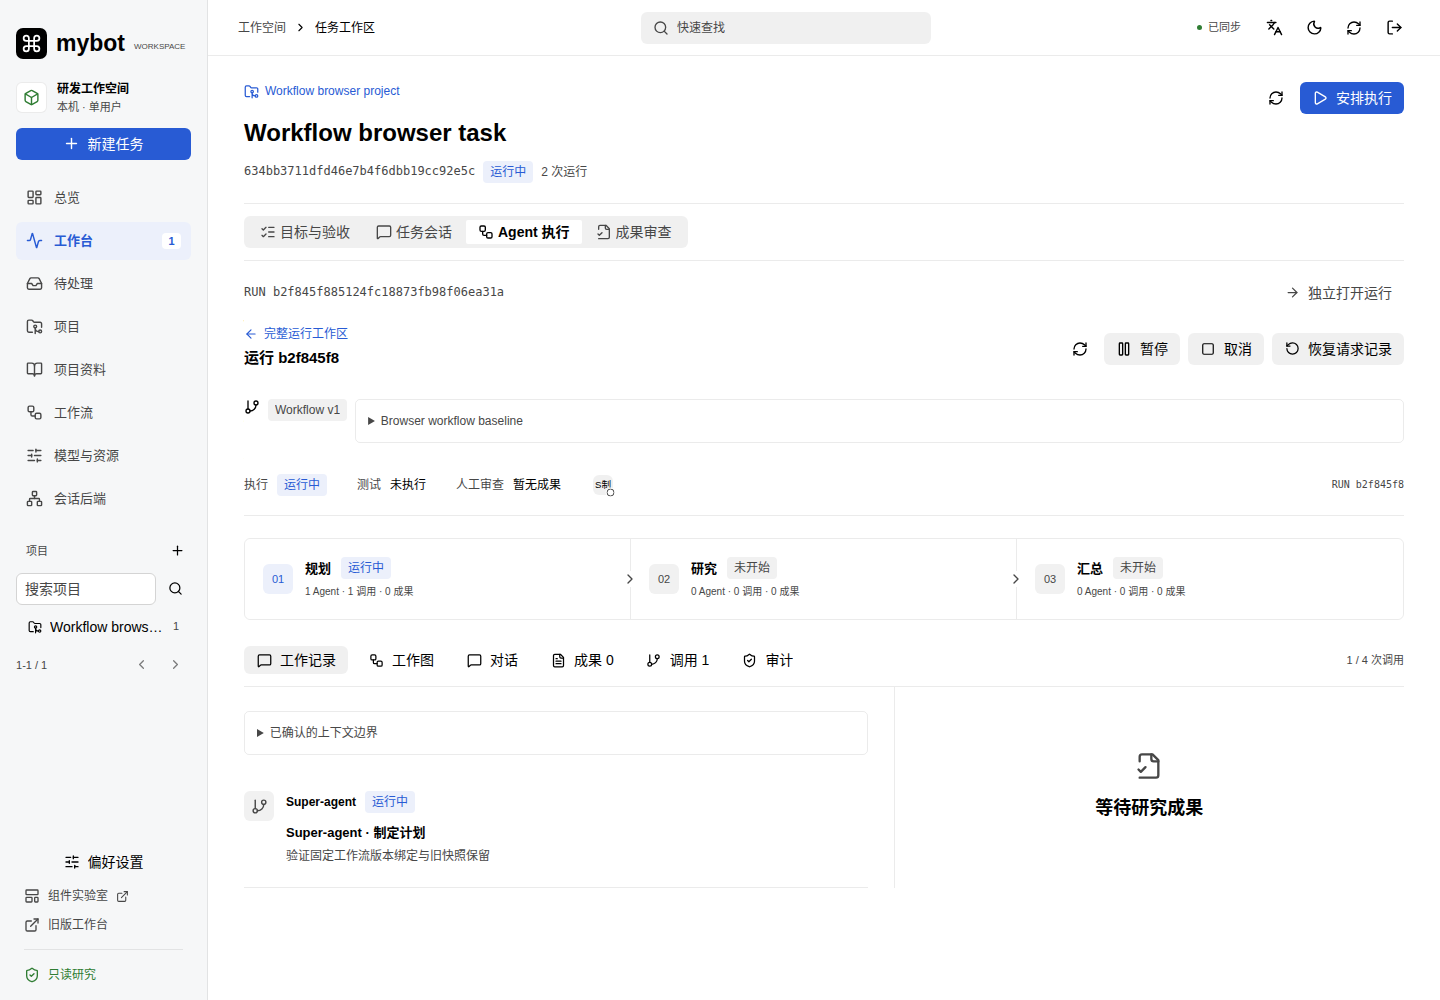 mybot WORKSPACE
研发工作空间
本机 · 单用户
新建任务
总览
工作台 1
待处理
项目
项目资料
工作流
模型与资源
会话后端
项目
搜索项目
Workflow brows… 1
1-1 / 1
偏好设置
组件实验室
旧版工作台
只读研究
工作空间 任务工作区
快速查找
已同步
Workflow browser project
安排执行
Workflow browser task
634bb3711dfd46e7b4f6dbb19cc92e5c 运行中 2 次运行
目标与验收 任务会话 Agent 执行 成果审查
RUN b2f845f885124fc18873fb98f06ea31a
独立打开运行
完整运行工作区
运行 b2f845f8
暂停 取消 恢复请求记录
Workflow v1
Browser workflow baseline
执行 运行中 测试 未执行 人工审查 暂无成果 S制
RUN b2f845f8
01 规划 运行中
1 Agent · 1 调用 · 0 成果
02 研究 未开始
0 Agent · 0 调用 · 0 成果
03 汇总 未开始
0 Agent · 0 调用 · 0 成果
工作记录 工作图 对话 成果 0 调用 1 审计
1 / 4 次调用
已确认的上下文边界
Super-agent 运行中
Super-agent · 制定计划
验证固定工作流版本绑定与旧快照保留
等待研究成果